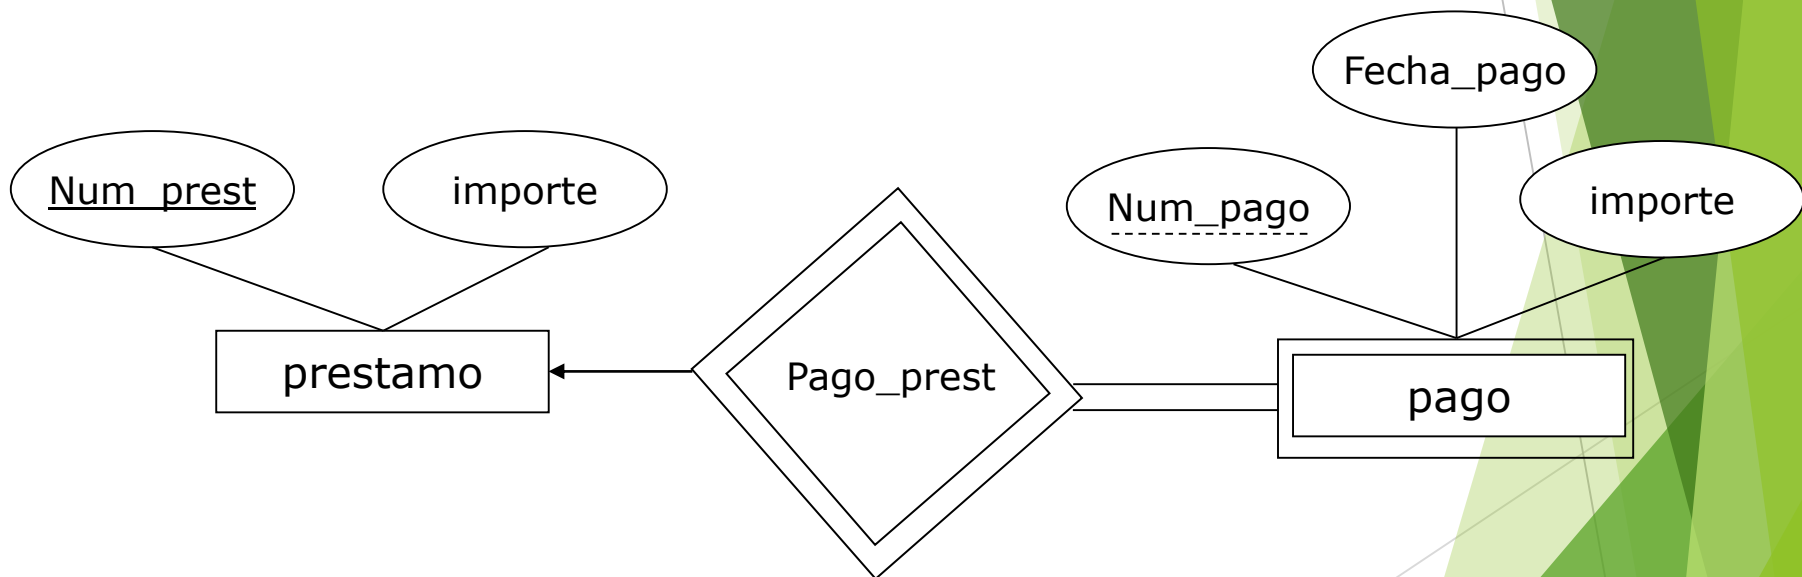 Fecha_pago
Num_prest
importe
Num_pago
importe
prestamo
Pago_prest
pago